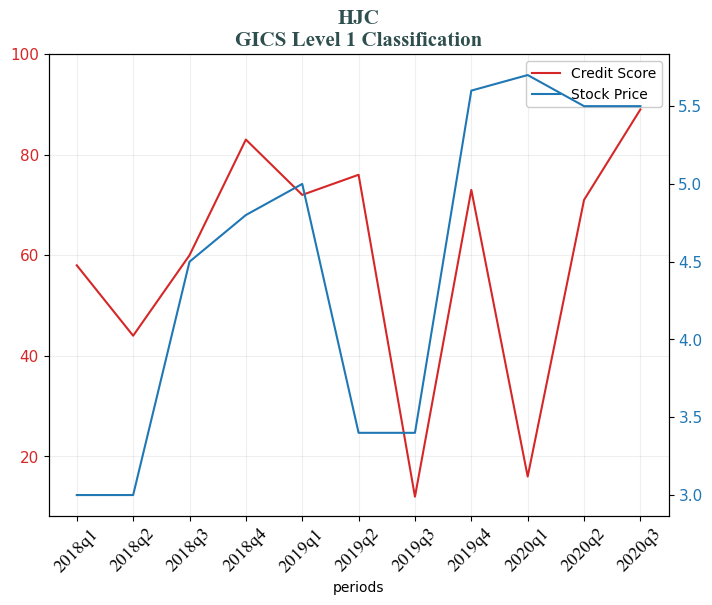 HJC
GICS Level 1 Classification
100
80
60
40
20
Credit Score
Stock Price
5.5
5.0
4.5
4.0
3.5
3.0
2018q1
2018q2
2018q3
2018q4
2019q1
2019q2
2019q3
2019q4
2020q1
2020q2
2020q3
periods